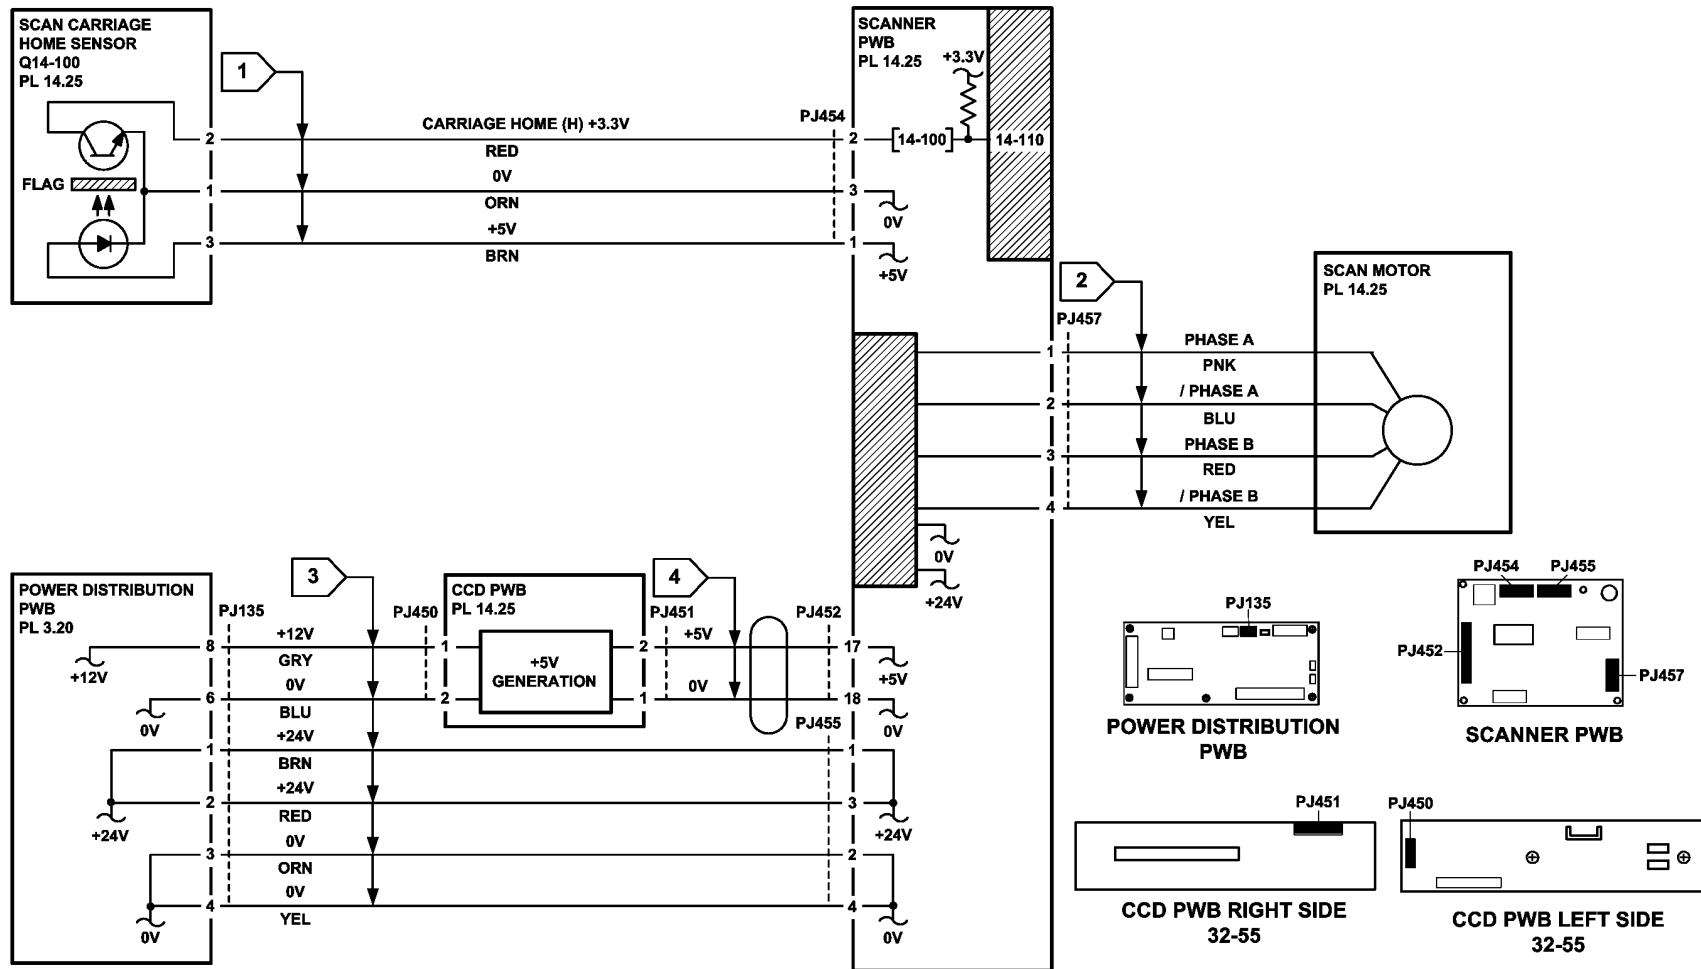 SCAN CARRIAGE
HOME SENSOR
Q14-100
PL 14.25
FLAG
2
1
3
1
CARRIAGE HOME (H) +3.3V
RED
0V
ORN
+5V
BRN
PJ454
2
3
1
SCANNER
PWB
PL 14.25
+3.3V
14-100
14-110
0V
+5V
2
PJ457
1
2
3
4
PHASE A
PNK
/ PHASE A
BLU
PHASE B
RED
/ PHASE B
YEL
SCAN MOTOR
PL 14.25
0V
+24V
POWER DISTRIBUTION
PWB
PL 3.20
+12V
0V
+24V
0V
8
6
1
2
3
4
PJ135
3
+12V
GRY
0V
BLU
+24V
BRN
+24V
RED
0V
ORN
0V
YEL
PJ450
1
2
CCD PWB
PL 14.25
+5V
GENERATION
2
1
PJ451
4
+5V
0V
PJ452
17
18
+5V
0V
PJ455
1
3
2
4
+24V
0V
PJ135
POWER DISTRIBUTION
PWB
PJ454
PJ455
PJ452
PJ457
SCANNER PWB
PJ451
CCD PWB RIGHT SIDE
32-55
PJ450
CCD PWB LEFT SIDE
32-55